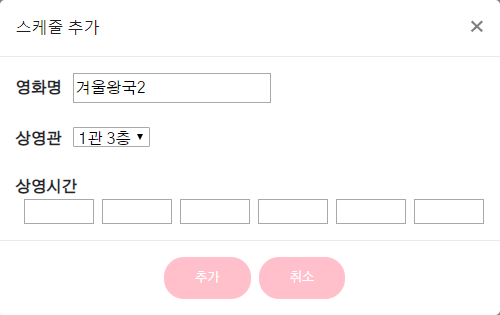 스케줄 추가 ×
영화명 겨울왕국2
상영관 1관 3층 ▼
상영시간
추가 취소